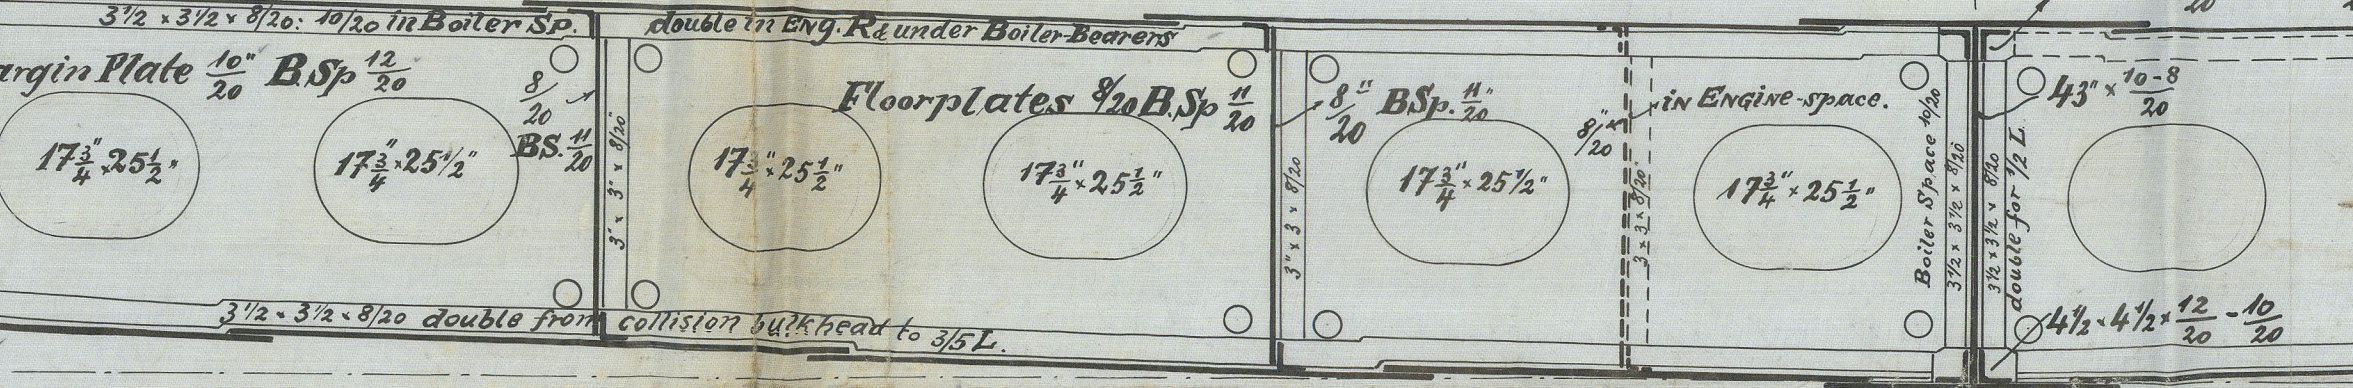 3½ × 3½ × 8/20: 10/20 in Boiler Sp.
double in Eng. R & under Boiler-Bearers
20
argin Plate 10"/20 B.Sp 12/20
8/20
BS. 11/20
Floorplates 8/20 B.Sp 11/20
8"/20 BSp. 11"/20
8/20"
in Engine-space.
43" × 10-8/20
17¾" × 25½"
17¾" × 25½"
17¾" × 25½"
17¾" × 25½"
17¾" × 25½"
17¾" × 25½"
3" × 3" × 8/20"
3" × 3 × 8/20
3 × 3 × 8/20"
Boiler Space 10/20
3½ × 3½ × 8/20
3½ × 3½ × 8/20
double for ½ L
3½ × 3½ × 8/20 double from collision bulkhead to 3/5 L.
4½ × 4½ × 12/20 - 10/20